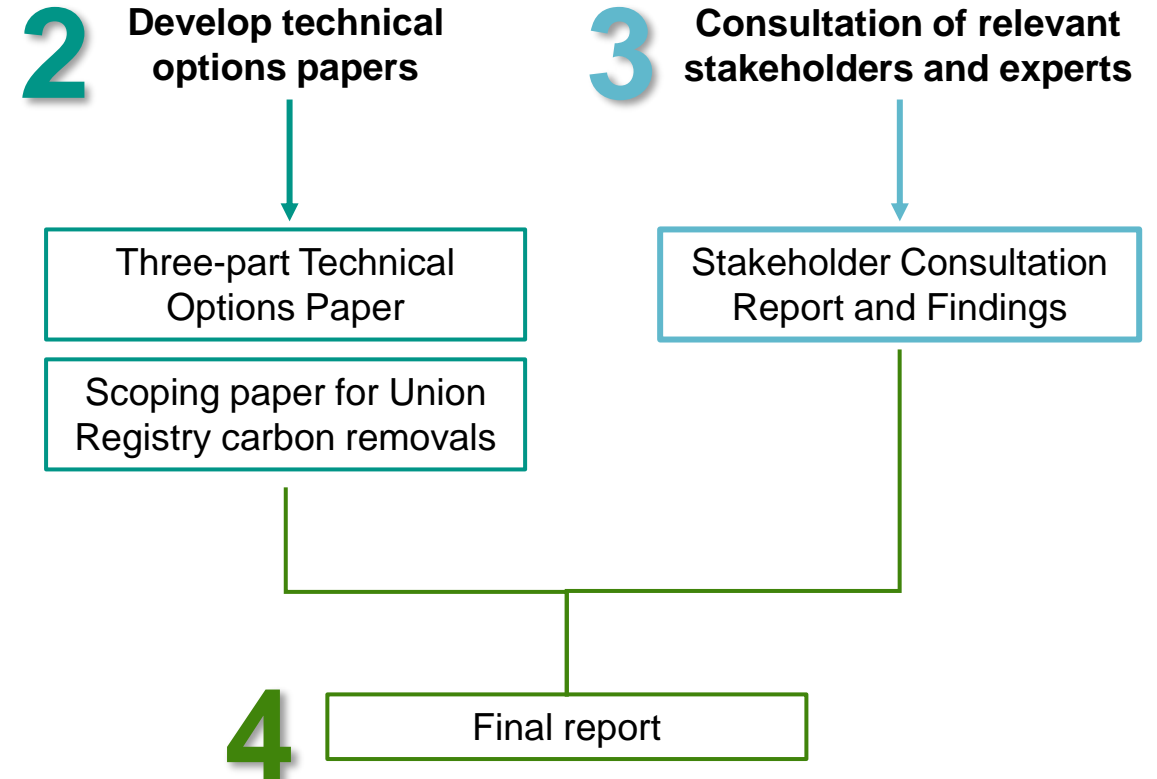 2
Develop technical
options papers
3
Consultation of relevant
stakeholders and experts
Three-part Technical
Options Paper
Stakeholder Consultation
Report and Findings
Scoping paper for Union
Registry carbon removals
4
Final report